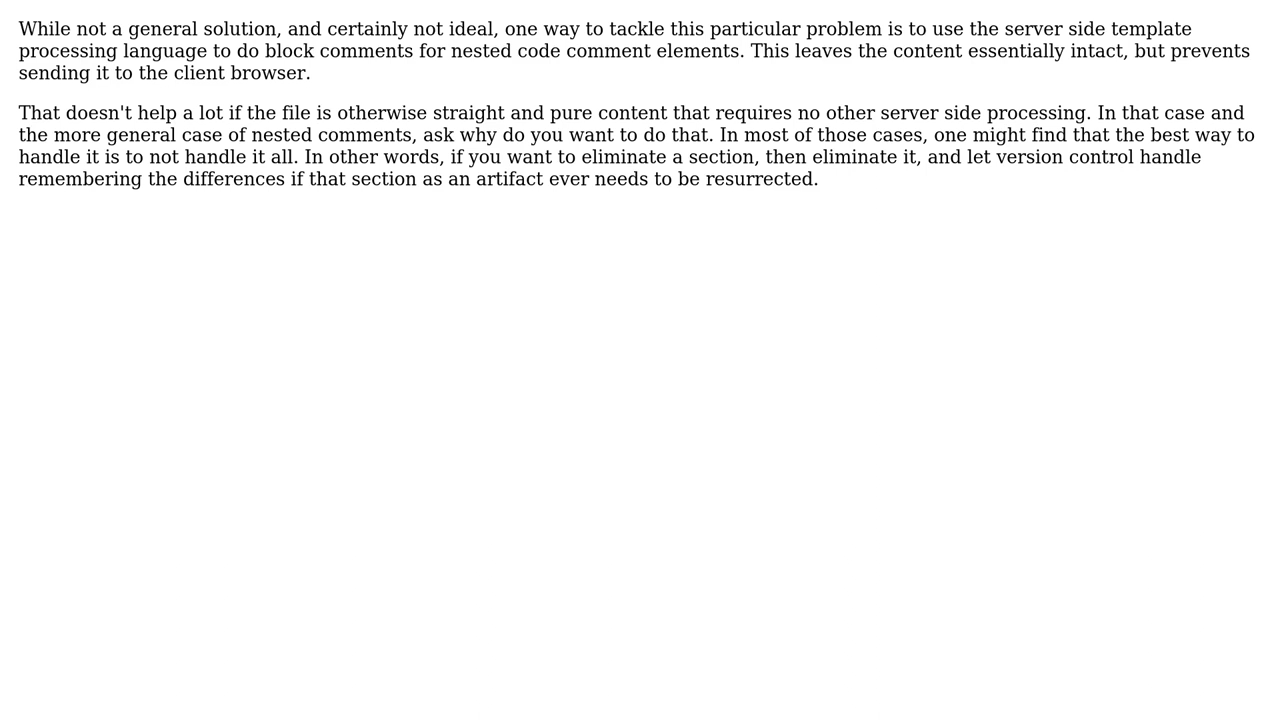 While not a general solution, and certainly not ideal, one way to tackle this particular problem is to use the server side template
processing language to do block comments for nested code comment elements. This leaves the content essentially intact, but prevents
sending it to the client browser.
That doesn't help a lot if the file is otherwise straight and pure content that requires no other server side processing. In that case and
the more general case of nested comments, ask why do you want to do that. In most of those cases, one might find that the best way to
handle it is to not handle it all. In other words, if you want to eliminate a section, then eliminate it, and let version control handle
remembering the differences if that section as an artifact ever needs to be resurrected.